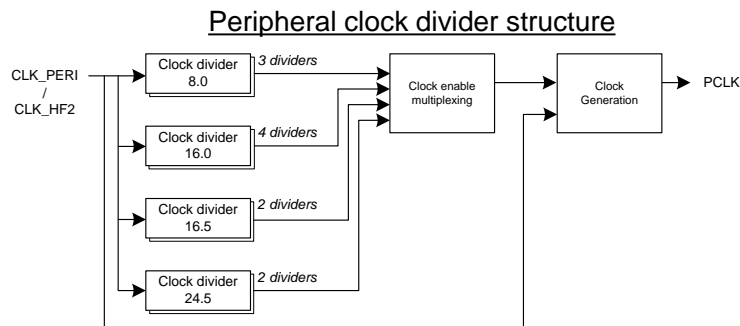 Peripheral clock divider structure
CLK_PERI
/
CLK_HF2
Clock divider
8.0
3 dividers
Clock divider
16.0
4 dividers
Clock divider
16.5
2 dividers
Clock divider
24.5
2 dividers
Clock enable
multiplexing
Clock
Generation
PCLK